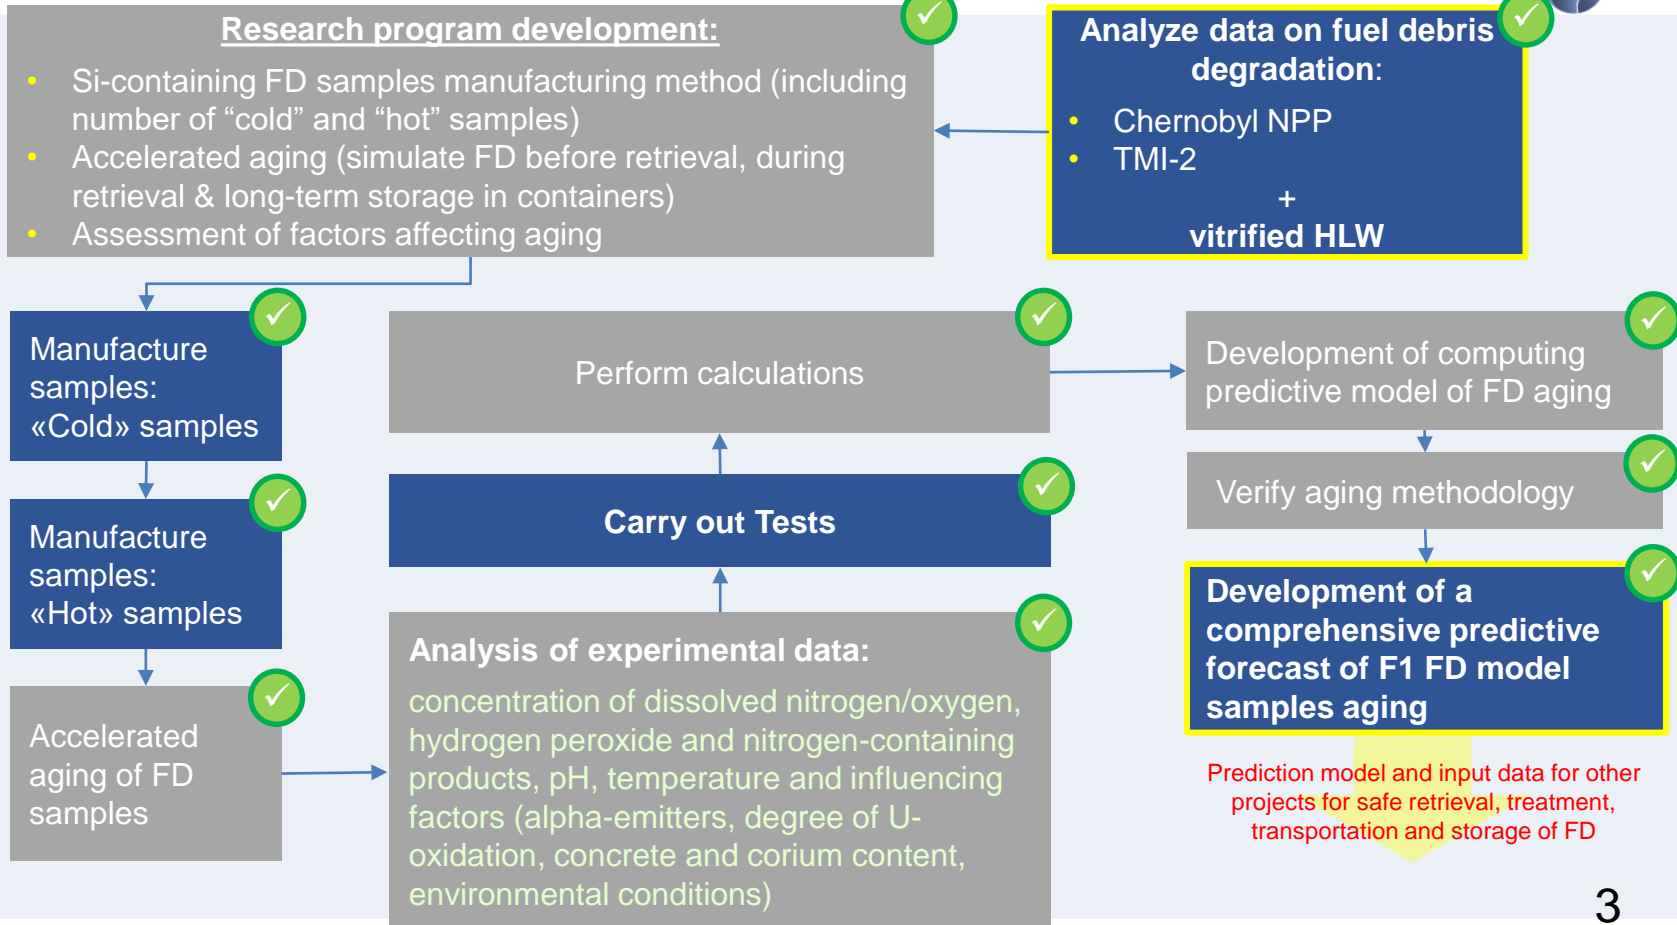 Research program development:
• Si-containing FD samples manufacturing method (including
number of “cold” and “hot” samples)
• Accelerated aging (simulate FD before retrieval, during
retrieval & long-term storage in containers)
• Assessment of factors affecting aging
Analyze data on fuel debris
degradation:
• Chernobyl NPP
• TMI-2
+
vitrified HLW
Manufacture
samples:
«Cold» samples
Manufacture
samples:
«Hot» samples
Accelerated
aging of FD
samples
Perform calculations
Carry out Tests
Analysis of experimental data:
concentration of dissolved nitrogen/oxygen,
hydrogen peroxide and nitrogen-containing
products, pH, temperature and influencing
factors (alpha-emitters, degree of U-
oxidation, concrete and corium content,
environmental conditions)
Development of computing
predictive model of FD aging
Verify aging methodology
Development of a
comprehensive predictive
forecast of F1 FD model
samples aging
Prediction model and input data for other
projects for safe retrieval, treatment,
transportation and storage of FD
3